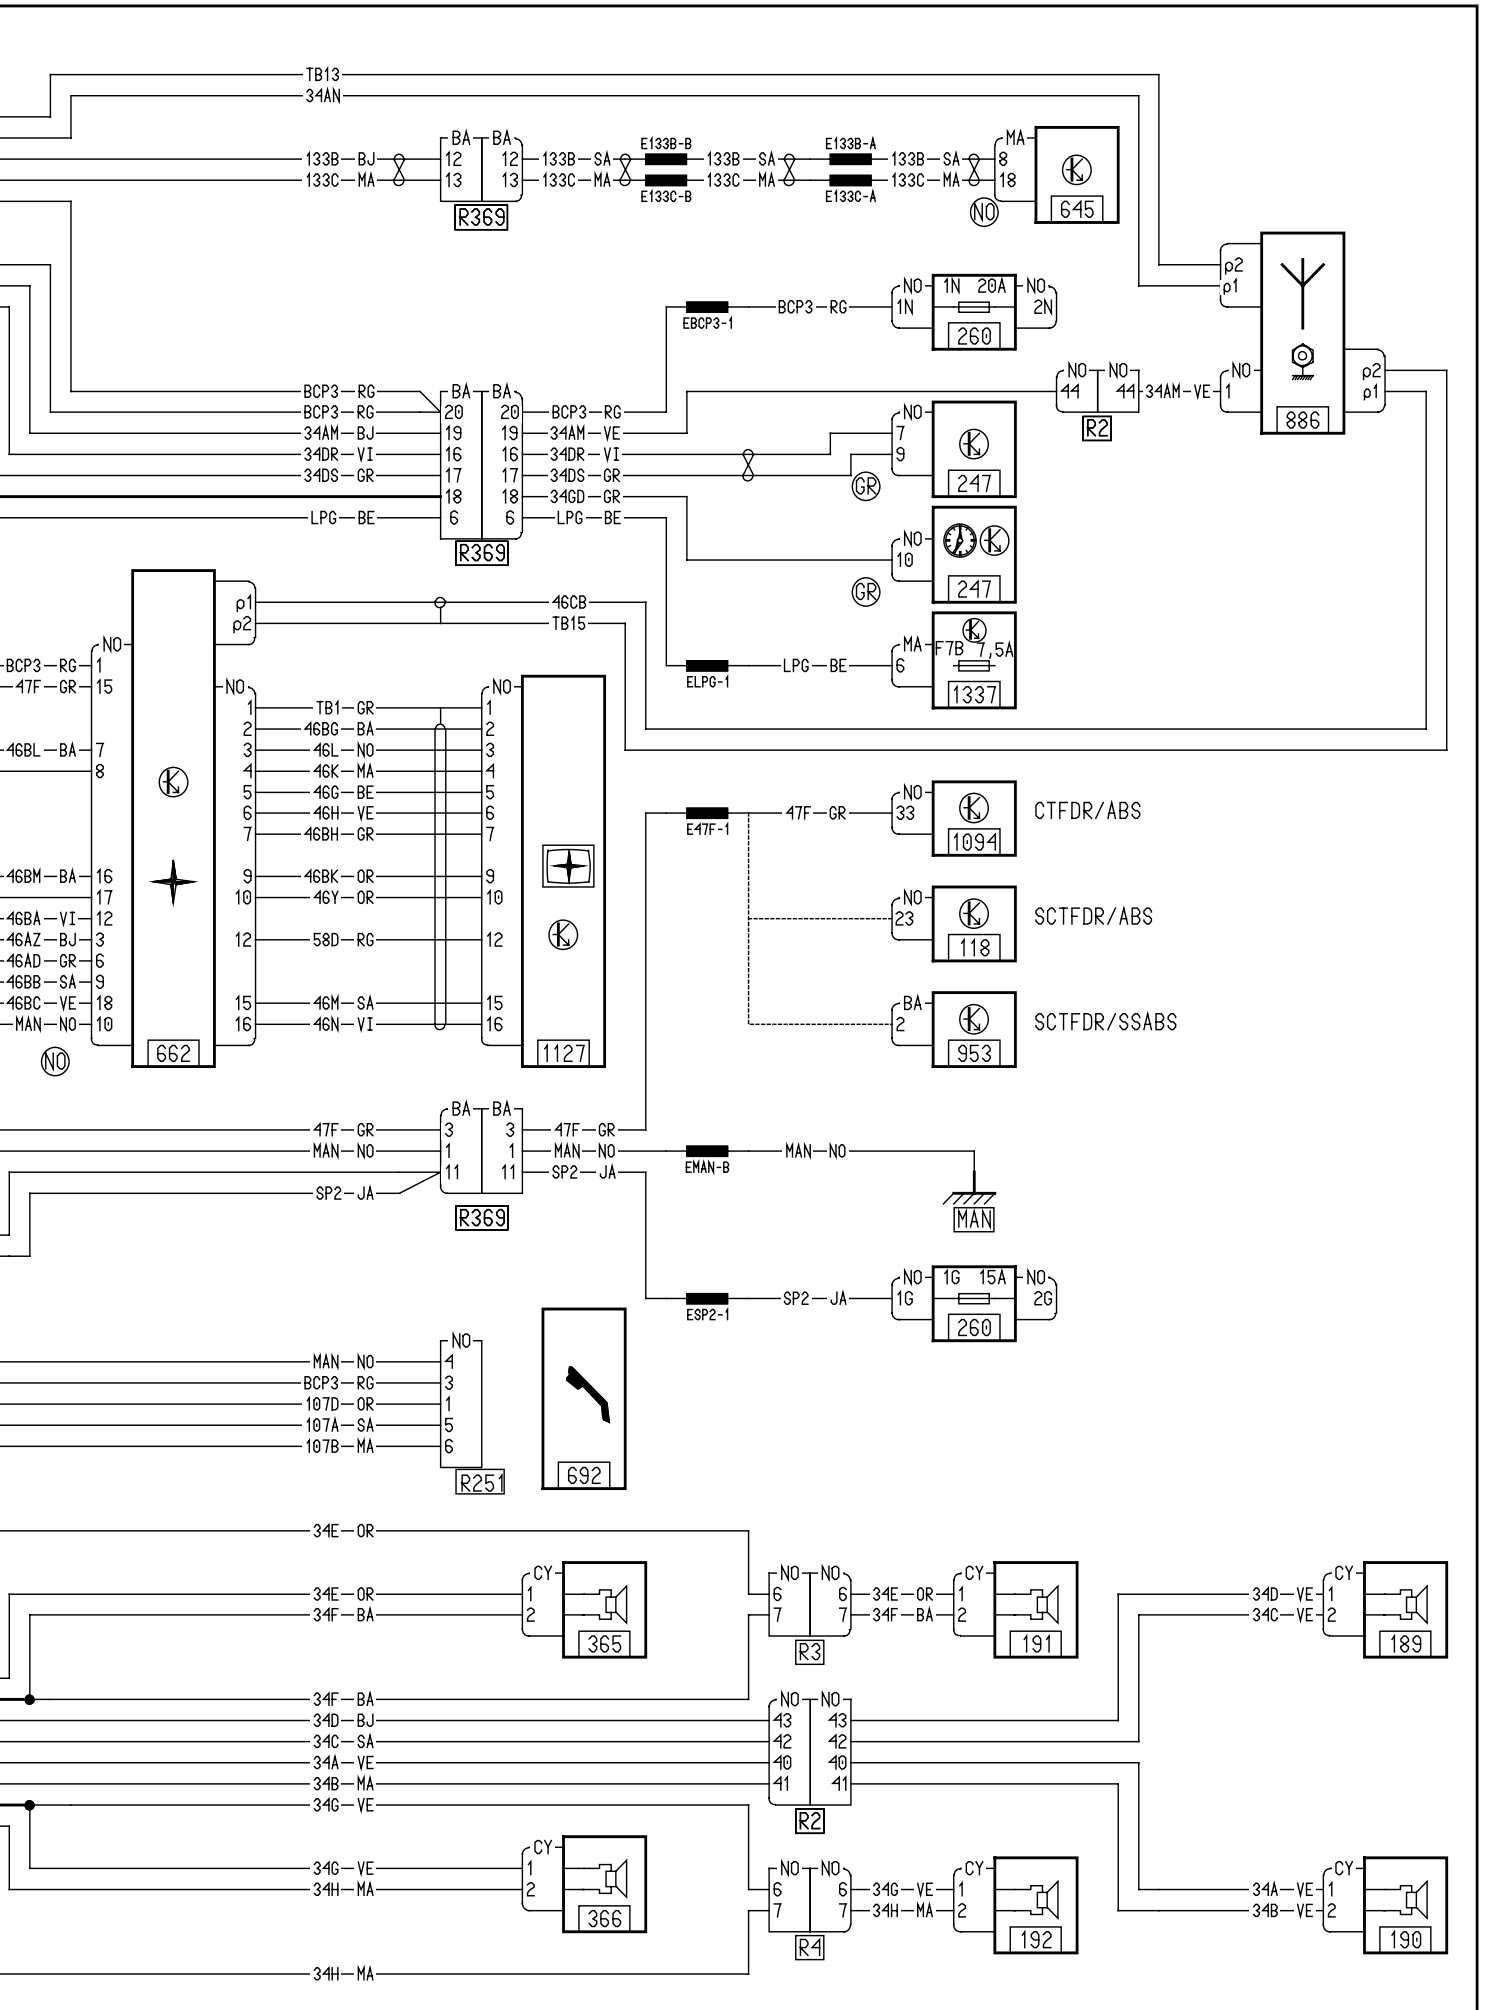 TB13
34AN
BA BA E133B-B E133B-A MA
133B BJ 12 12 133B SA 133B SA 133B SA 8
133C MA 13 13 133C MA 133C MA 133C MA 18
E133C-B E133C-A
R369 NO 645
p2
p1
NO 1N 20A NO
BCP3 RG 1N 2N
EBCP3-1 260
NO NO NO p2
BCP3 RG BA BA 44 44 34AM VE 1 p1
BCP3 RG 20 20 BCP3 RG NO R2 886
34AM BJ 19 19 34AM VE 7
34DR VI 16 16 34DR VI 9
34DS GR 17 17 34DS GR GR 247
18 18 34GD GR
LPG BE 6 6 LPG BE
R369 NO
10
GR 247
p1 46CB
p2 TB15
NO MA F7B 7,5A
BCP3 RG 1 6
LPG BE
ELPG-1 1337
47F GR 15 NO NO
1 TB1 GR 1
2 46BG BA 2
46BL BA 7 3 46L NO 3
8 4 46K MA 4
5 46G BE 5
6 46H VE 6
7 46BH GR 7
46BM BA 16 9 46BK OR 9
17 10 46Y OR 10
46BA VI 12
46AZ BJ 3 12 58D RG 12
46AD GR 6
46BB SA 9
46BC VE 18 15 46M SA 15
MAN NO 10 16 46N VI 16
NO 662 1127
NO
E47F-1 47F GR 33 CTFDR/ABS
1094
NO
23 SCTFDR/ABS
118
BA
2 SCTFDR/SSABS
953
BA BA
47F GR 3 3 47F GR
MAN NO 1 1 MAN NO EMAN-B MAN NO
11 11 SP2 JA
SP2 JA
R369 MAN
NO 1G 15A NO
ESP2-1 SP2 JA 1G 2G
260
NO
MAN NO 4
BCP3 RG 3
107D OR 1
107A SA 5
107B MA 6
R251 692
34E OR
CY NO NO CY CY
34E OR 1 6 6 34E OR 1 34D VE 1
34F BA 2 7 7 34F BA 2 34C VE 2
365 R3 191 189
34F BA NO NO
34D BJ 43 43
34C SA 42 42
34A VE 40 40
34B MA 41 41
34G VE R2
CY NO NO CY CY
34G VE 1 6 6 34G VE 1 34A VE 1
34H MA 2 7 7 34H MA 2 34B VE 2
366 R4 192 190
34H MA